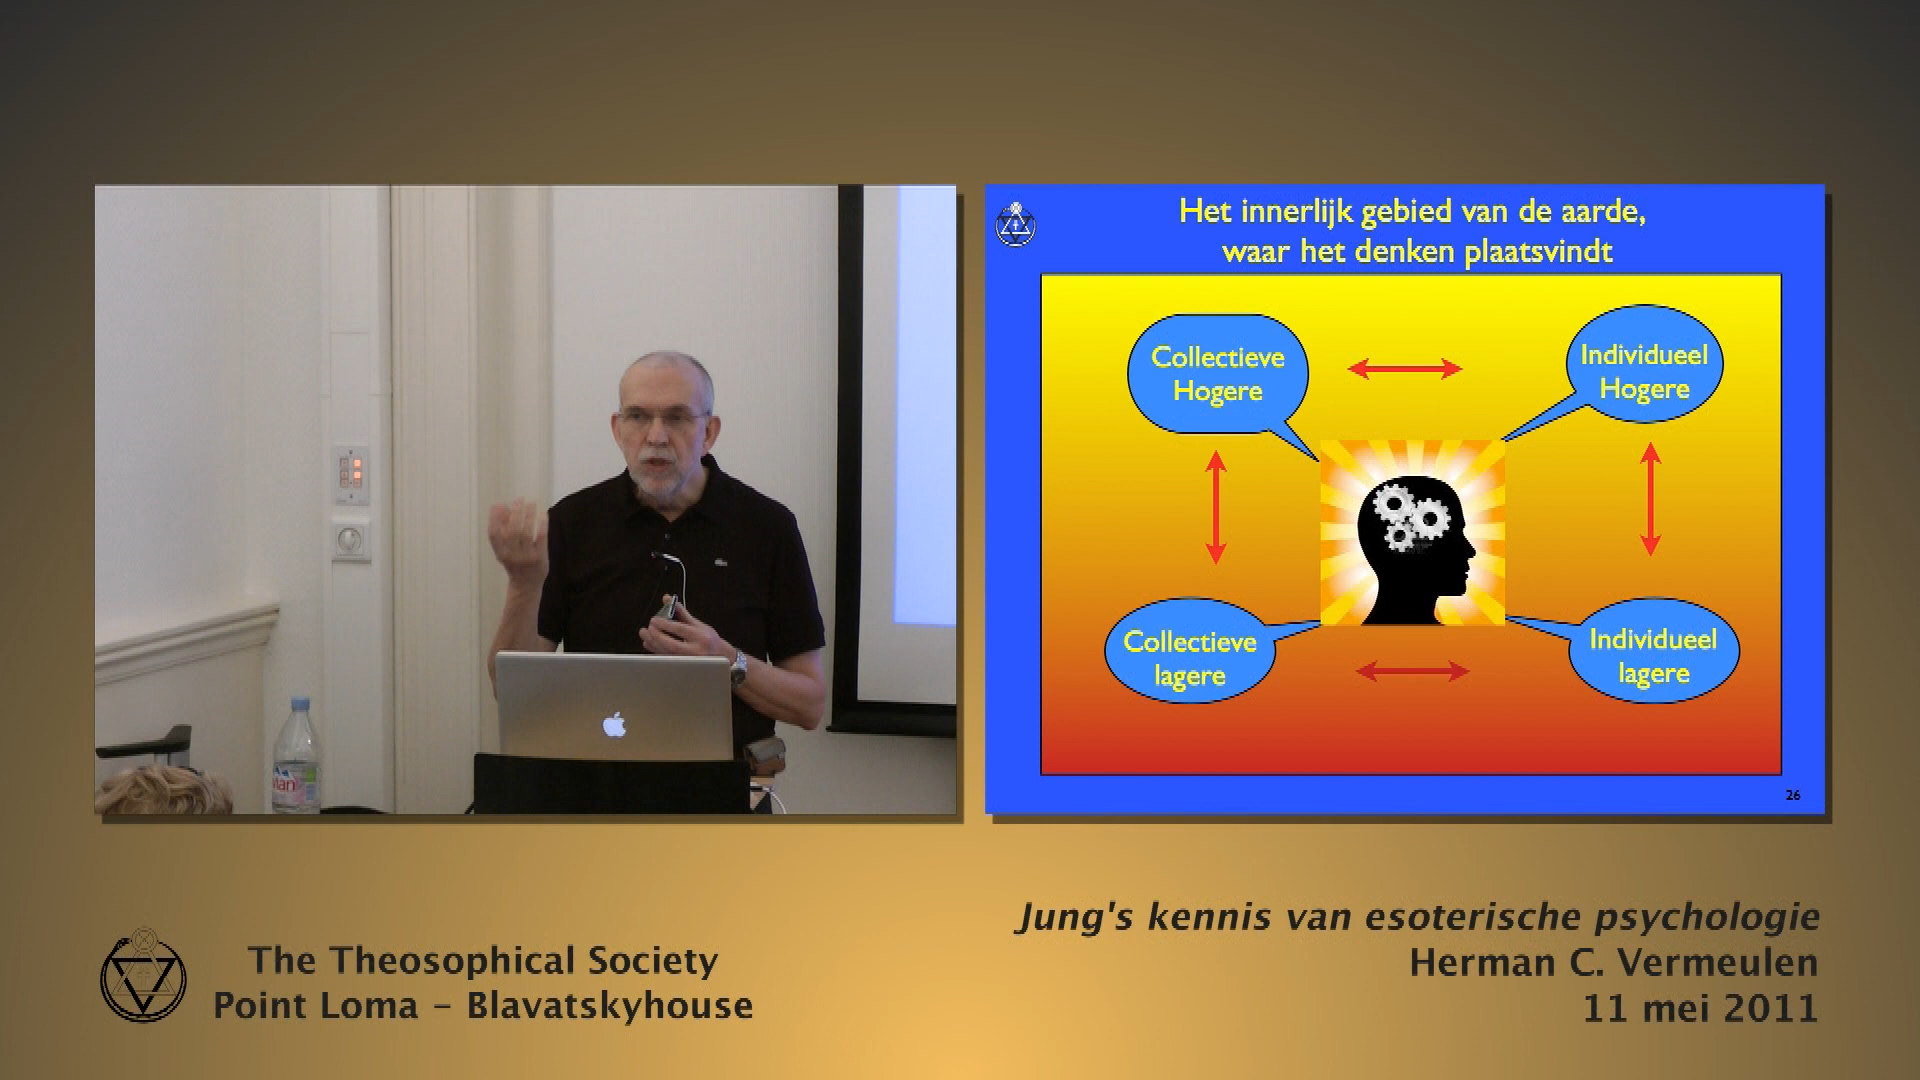 Het innerlijk gebied van de aarde,
waar het denken plaatsvindt
Collectieve
Hogere
Individueel
Hogere
Collectieve
lagere
Individueel
lagere
26
Jung's kennis van esoterische psychologie
Herman C. Vermeulen
11 mei 2011
The Theosophical Society
Point Loma - Blavatskyhouse